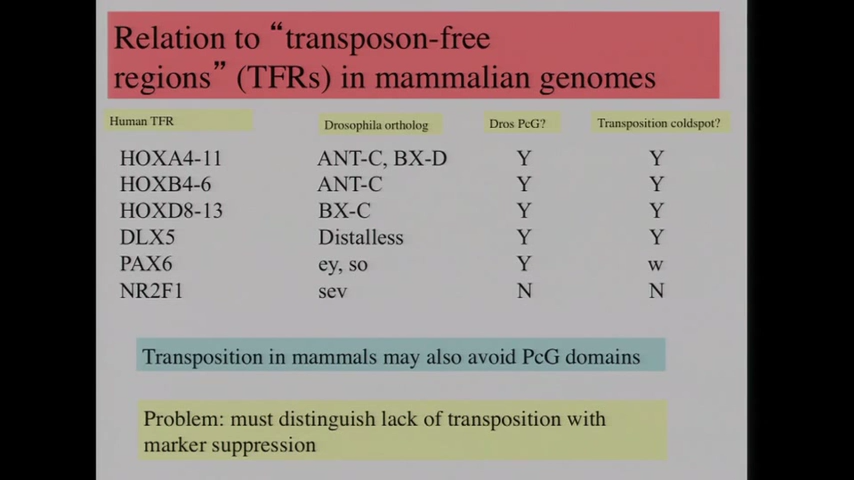 Relation to “transposon-free
regions” (TFRs) in mammalian genomes
Human TFR Drosophila ortholog Dros PcG? Transposition coldspot?
HOXA4-11 ANT-C, BX-D Y Y
HOXB4-6 ANT-C Y Y
HOXD8-13 BX-C Y Y
DLX5 Distalless Y Y
PAX6 ey, so Y w
NR2F1 sev N N
Transposition in mammals may also avoid PcG domains
Problem: must distinguish lack of transposition with
marker suppression